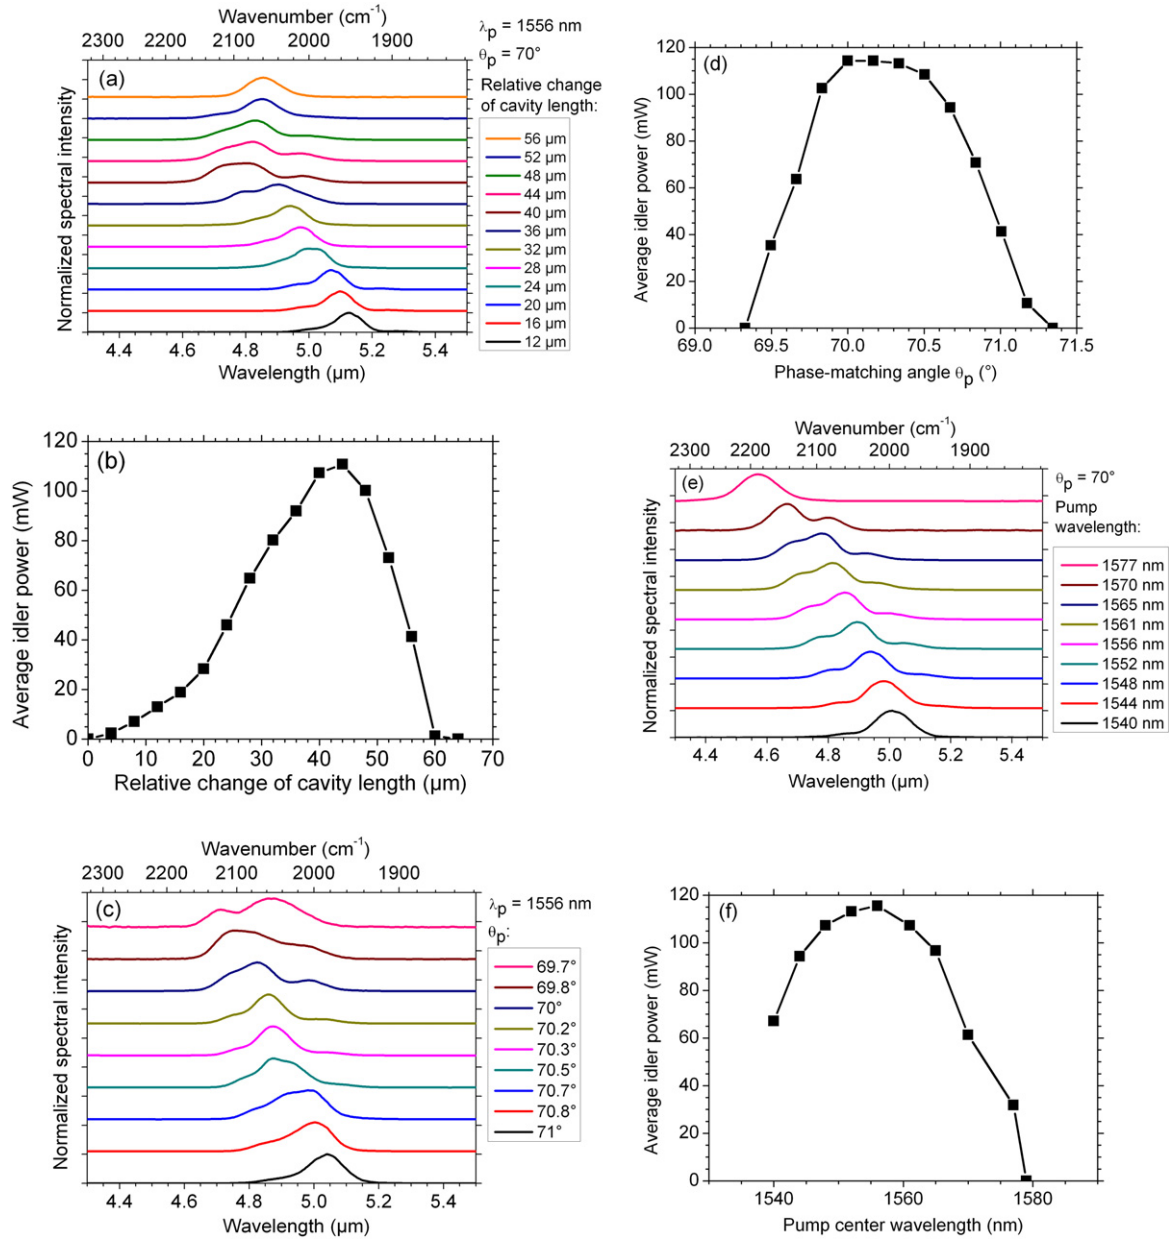 Wavenumber (cm⁻¹)
2300 2200 2100 2000 1900
λp = 1556 nm
θp = 70°
(a)
Relative change
of cavity length:
56 µm
52 µm
48 µm
44 µm
40 µm
36 µm
32 µm
28 µm
24 µm
20 µm
16 µm
12 µm
Normalized spectral intensity
4.4 4.6 4.8 5.0 5.2 5.4
Wavelength (µm)
(d)
120
100
80
60
40
20
0
Average idler power (mW)
69.0 69.5 70.0 70.5 71.0 71.5
Phase-matching angle θp (°)
(b)
120
100
80
60
40
20
0
Average idler power (mW)
0 10 20 30 40 50 60 70
Relative change of cavity length (µm)
Wavenumber (cm⁻¹)
2300 2200 2100 2000 1900
(e)
θp = 70°
Pump
wavelength:
1577 nm
1570 nm
1565 nm
1561 nm
1556 nm
1552 nm
1548 nm
1544 nm
1540 nm
Normalized spectral intensity
4.4 4.6 4.8 5.0 5.2 5.4
Wavelength (µm)
Wavenumber (cm⁻¹)
2300 2200 2100 2000 1900
(c)
λp = 1556 nm
θp:
69.7°
69.8°
70°
70.2°
70.3°
70.5°
70.7°
70.8°
71°
Normalized spectral intensity
4.4 4.6 4.8 5.0 5.2 5.4
Wavelength (µm)
(f)
120
100
80
60
40
20
0
Average idler power (mW)
1540 1560 1580
Pump center wavelength (nm)